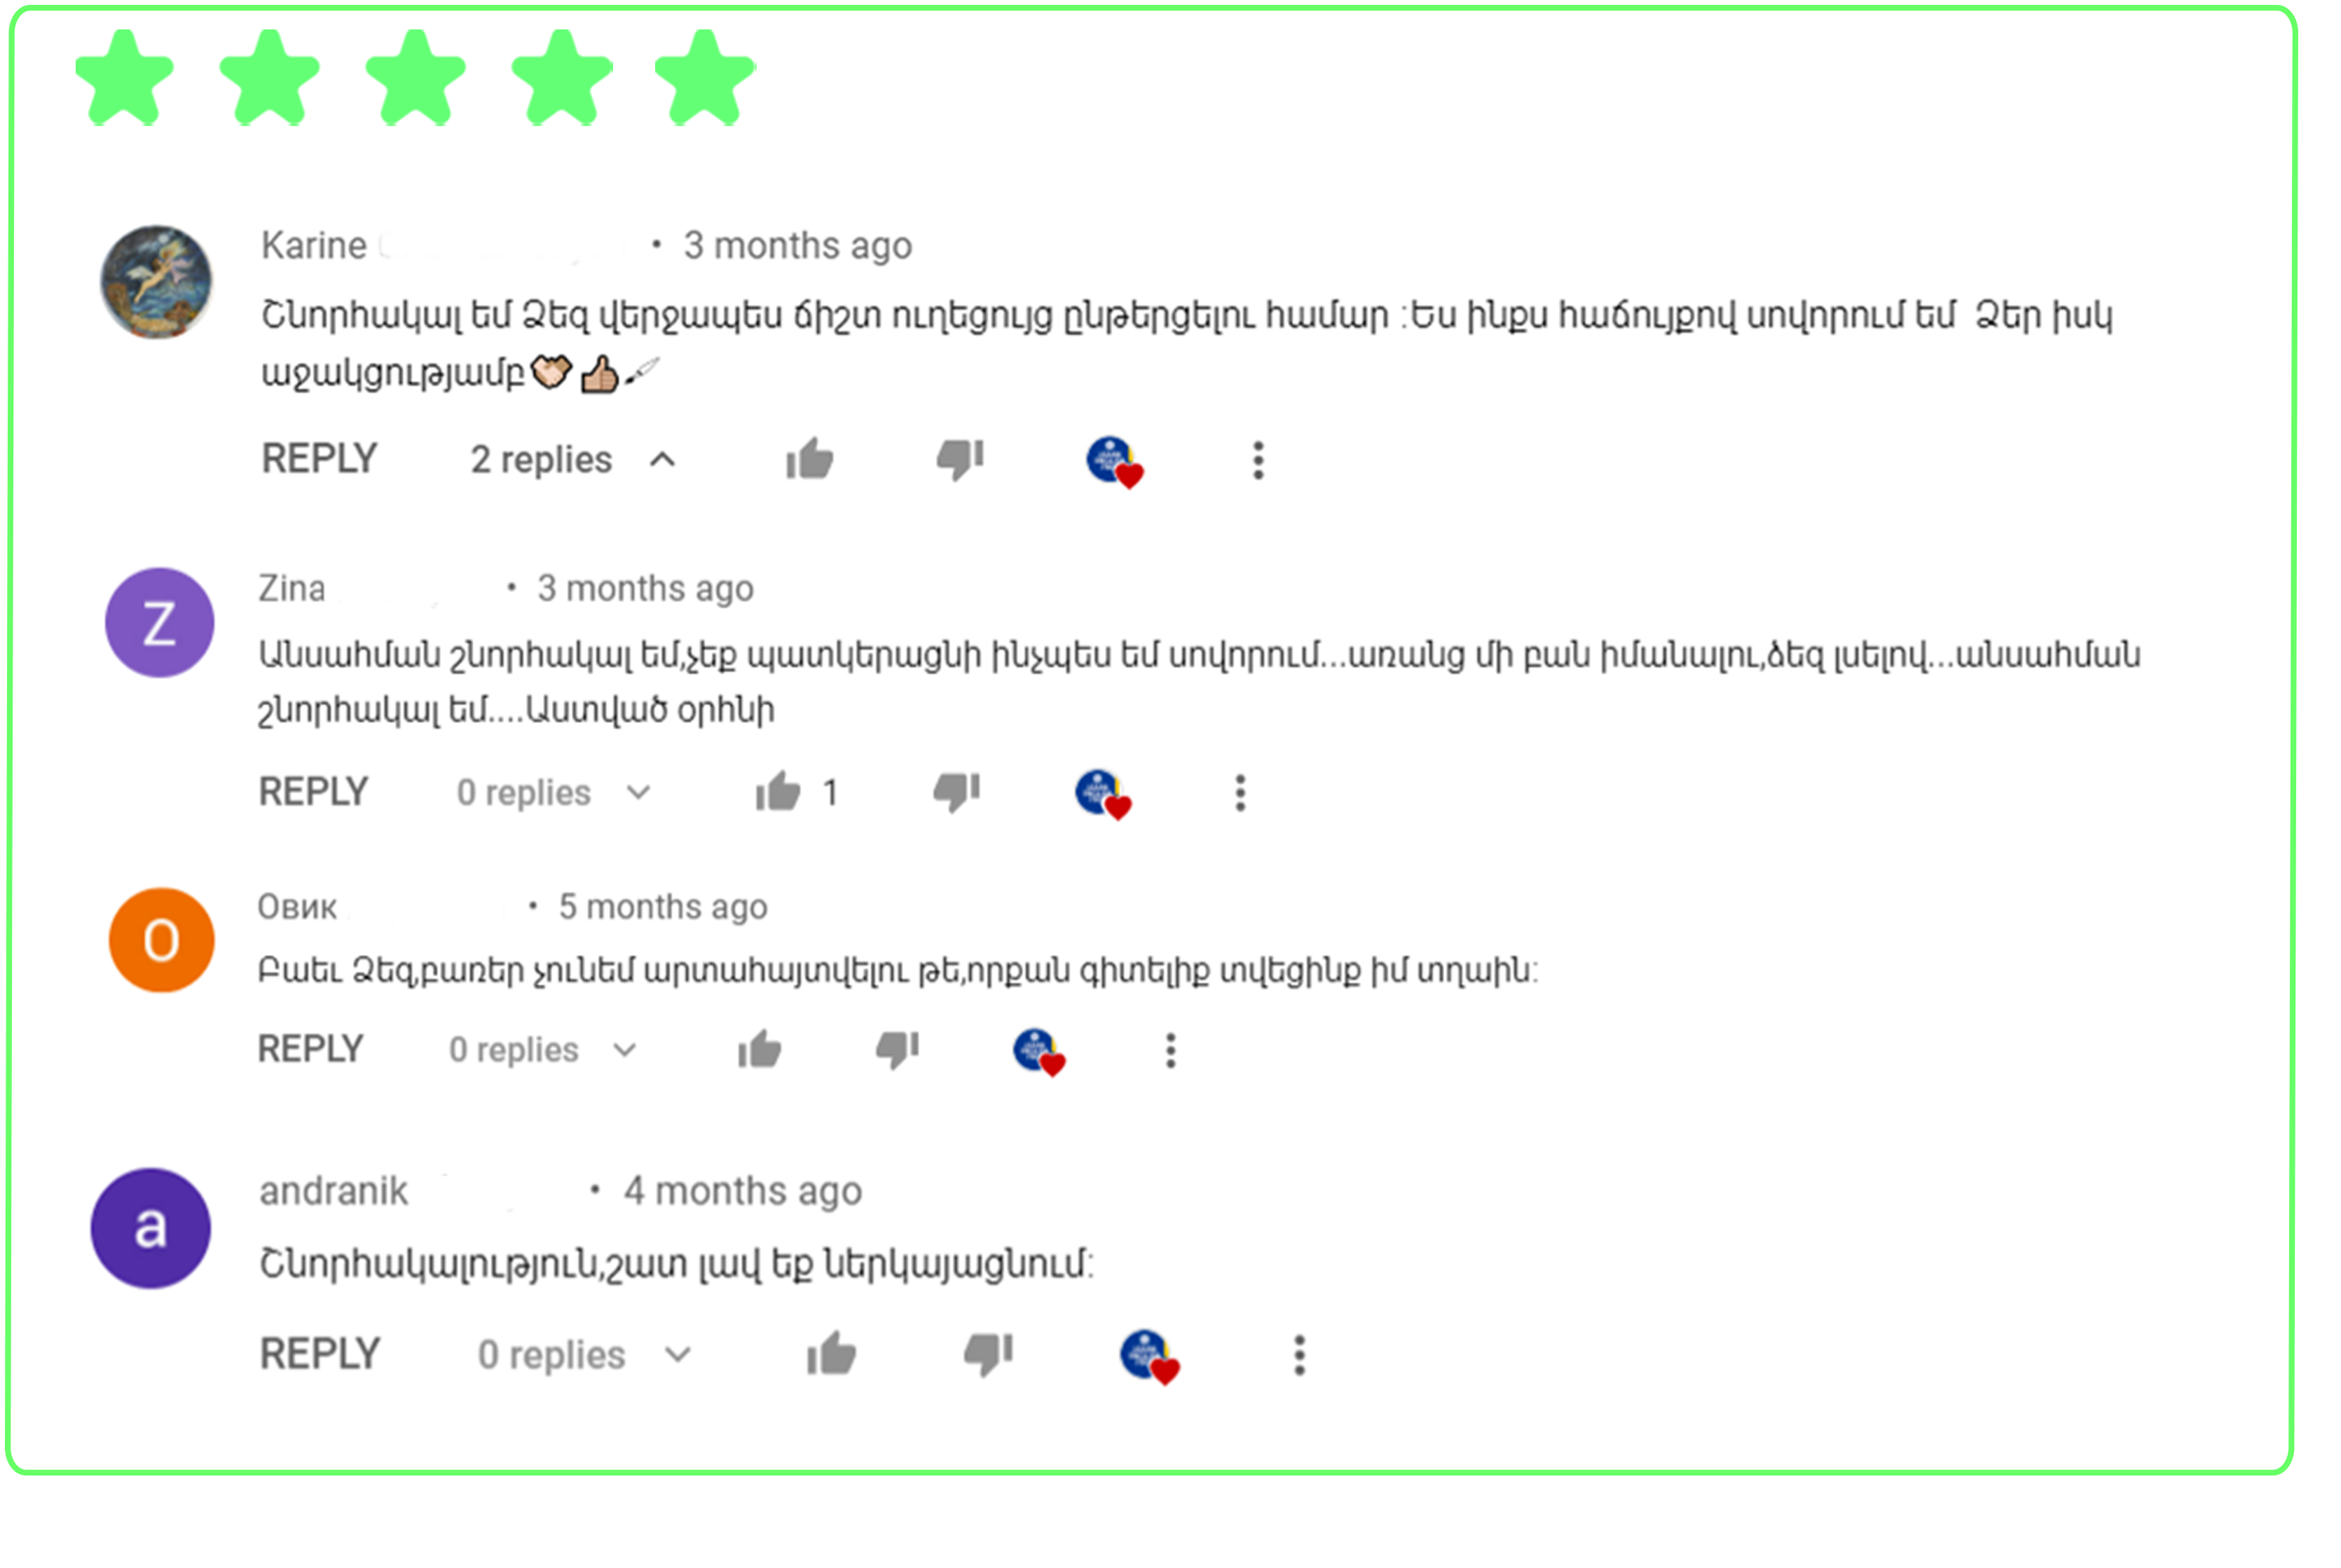 Karine • 3 months ago
Շնորհակալ եմ Ձեզ վերջապես ճիշտ ուղեցույց ընթերցելու համար :Ես ինքս հաճույքով սովորում եմ  Ձեր իսկ
աջակցությամբ🤝👍🖌
REPLY 2 replies
Z
Zina • 3 months ago
Անսահման շնորհակալ եմ,չեք պատկերացնի ինչպես եմ սովորում...առանց մի բան իմանալու,ձեզ լսելով...անսահման
շնորհակալ եմ....Աստված օրհնի
REPLY 0 replies 1
О
Овик • 5 months ago
Բաեւ Ձեզ,բառեր չունեմ արտահայտվելու թե,որքան գիտելիք տվեցինք իմ տղաին:
REPLY 0 replies
a
andranik • 4 months ago
Շնորհակալություն,շատ լավ եք ներկայացնում:
REPLY 0 replies